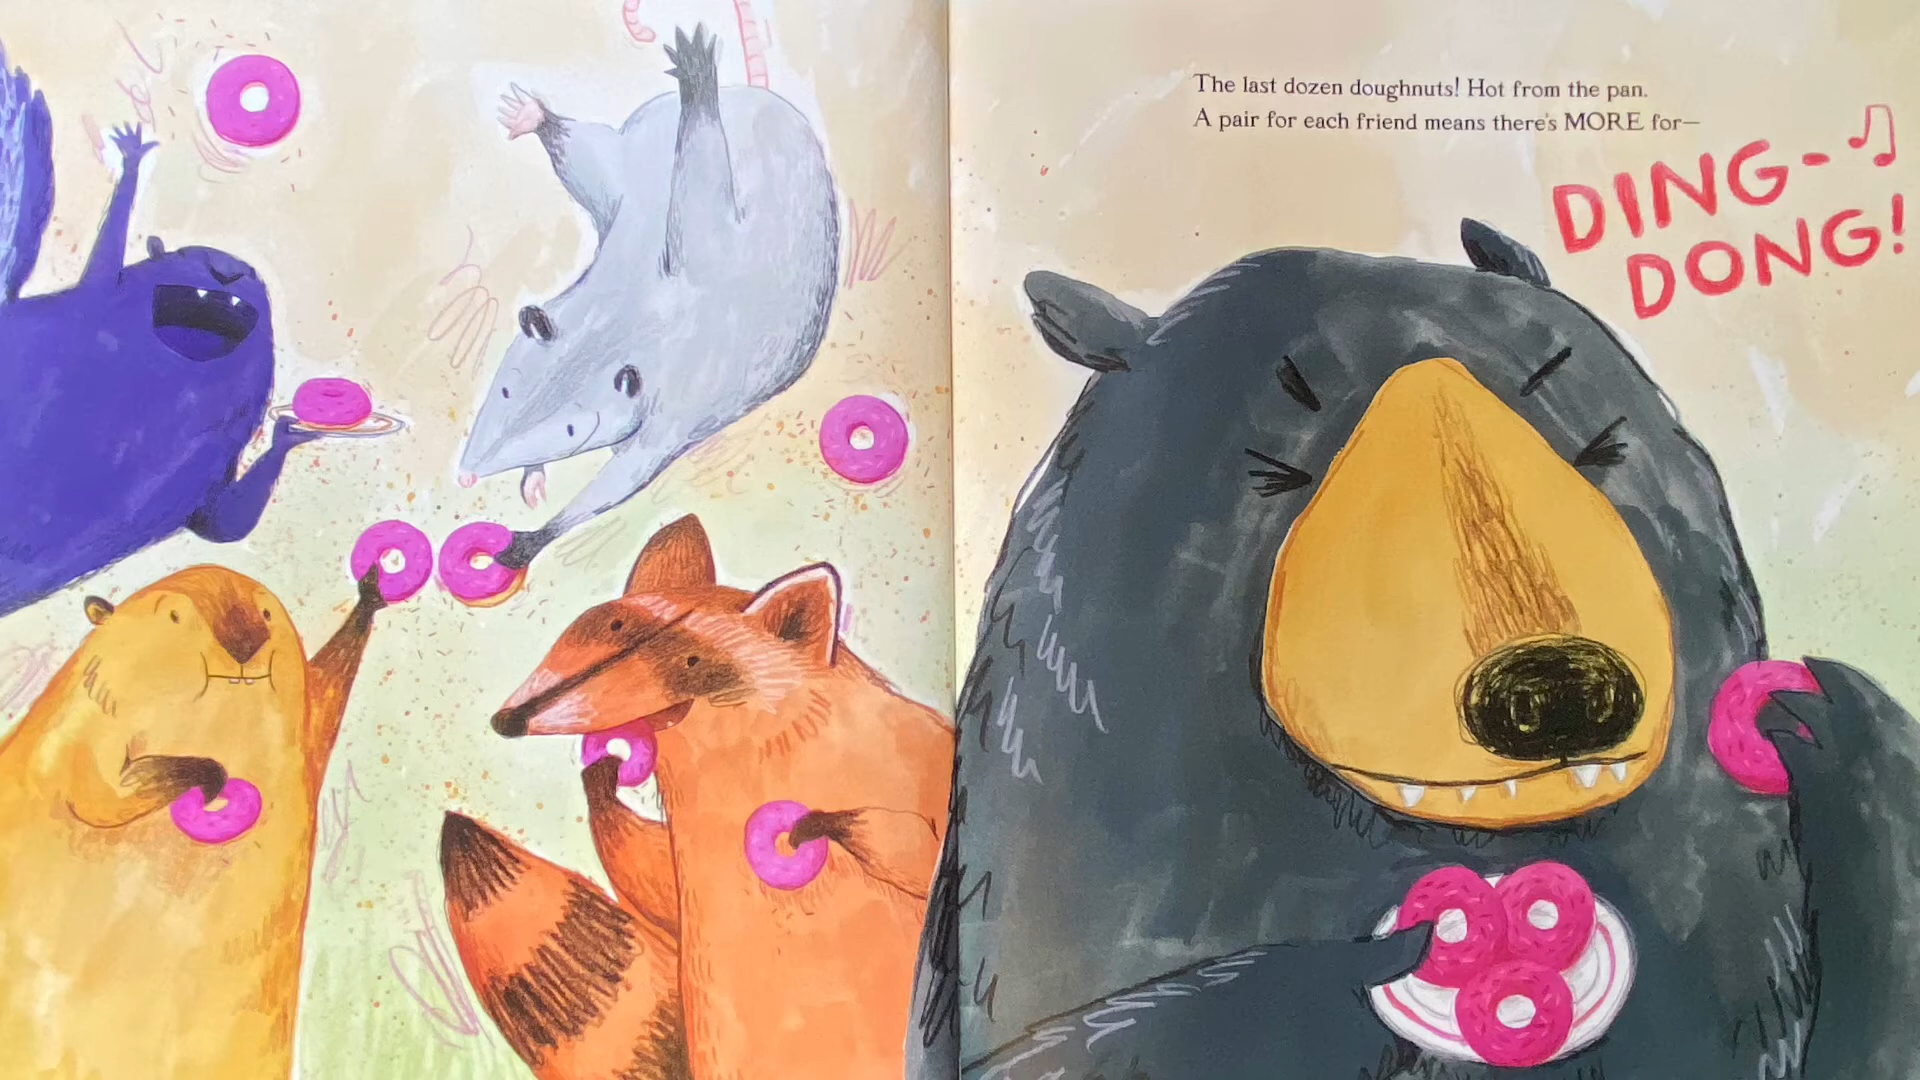 The last dozen doughnuts! Hot from the pan.
A pair for each friend means there's MORE for—
DING-
DONG!